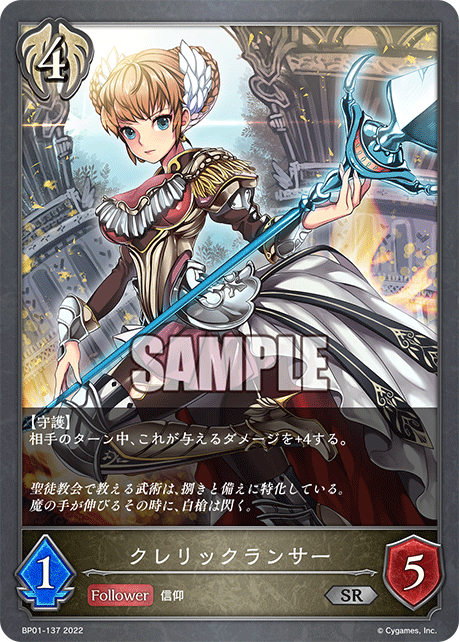 4
SAMPLE
【守護】
相手のターン中、これが与えるダメージを+4する。
聖徒教会で教える武術は、捌きと備えに特化している。
魔の手が伸びるその時に、白槍は閃く。
クレリックランサー
1
Follower 信仰
SR
5
BP01-137 2022
© Cygames, Inc.